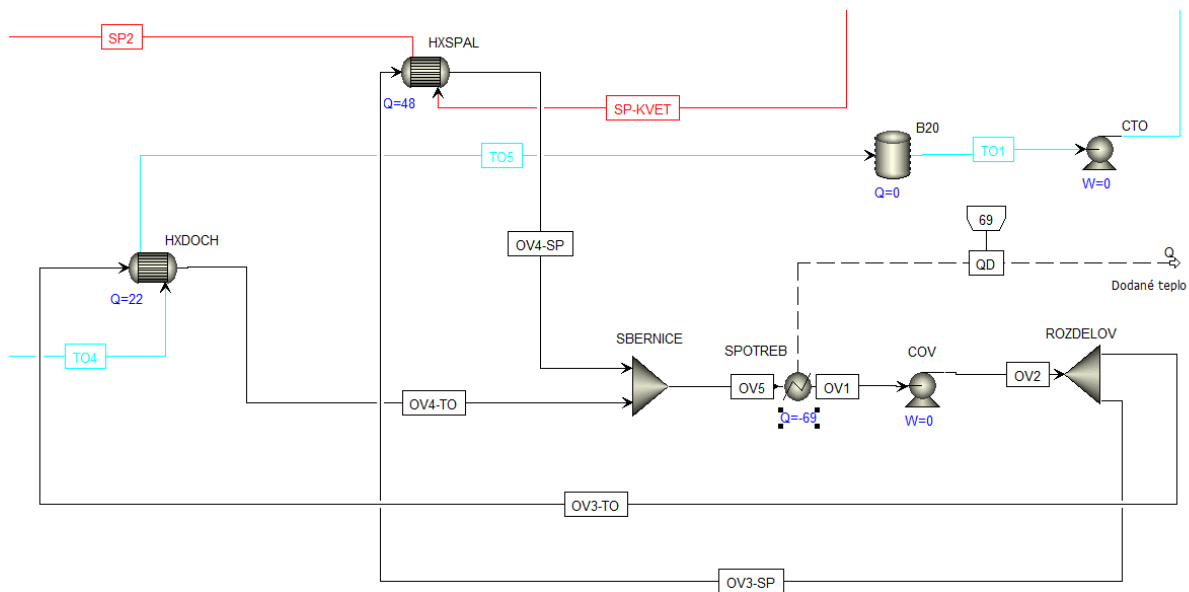 SP2
HXSPAL
Q=48
SP-KVET
B20
CTO
TO5
TO1
Q=0
W=0
69
HXDOCH
OV4-SP
QD
Q
Dodané teplo
Q=22
TO4
SBERNICE
SPOTREB
COV
ROZDELOV
OV5
OV1
OV2
OV4-TO
Q=-69
W=0
OV3-TO
OV3-SP